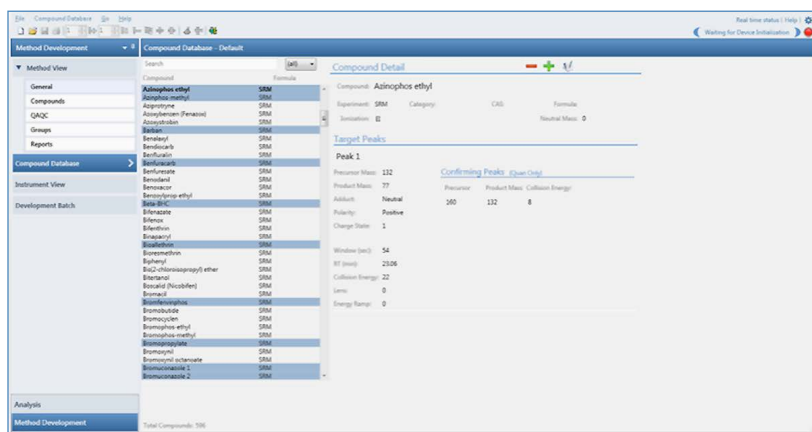 File Compound Database Go Help
Real time status | Help |
1 1
Waiting for Device Initialization
Method Development
Compound Database - Default
Method View
General
Compounds
QAQC
Groups
Reports
Compound Database
Instrument View
Development Batch
Analysis
Method Development
Search (all)
Compound Formula
Azinophos ethyl SRM
Azinphos-methyl SRM
Aziprotryne SRM
Azoxybenzen (Fenazox) SRM
Azoxystrobin SRM
Barban SRM
Benalaxyl SRM
Bendiocarb SRM
Benfluralin SRM
Benfuracarb SRM
Benfuresate SRM
Benodanil SRM
Benoxacor SRM
Benzoylprop ethyl SRM
Beta-BHC SRM
Bifenazate SRM
Bifenox SRM
Bifenthrin SRM
Binapacryl SRM
Bioallethrin SRM
Bioresmethrin SRM
Biphenyl SRM
Bis(2-chloroisopropyl) ether SRM
Bitertanol SRM
Boscalid (Nicobifen) SRM
Bromacil SRM
Bromfenvinphos SRM
Bromobutide SRM
Bromocyclen SRM
Bromophos-ethyl SRM
Bromophos-methyl SRM
Bromopropylate SRM
Bromoxynil SRM
Bromoxynil octanoate SRM
Bromuconazole 1 SRM
Bromuconazole 2 SRM
Total Compounds: 596
Compound Detail
Compound: Azinophos ethyl
Experiment: SRM Category: CAS: Formula:
Ionization: EI Neutral Mass: 0
Target Peaks
Peak 1
Precursor Mass: 132
Product Mass: 77
Adduct: Neutral
Polarity: Positive
Charge State: 1
Window (sec): 54
RT (min): 23.06
Collision Energy: 22
Lens: 0
Energy Ramp: 0
Confirming Peaks (Quan Only)
Precursor Product Mass Collision Energy:
160 132 8